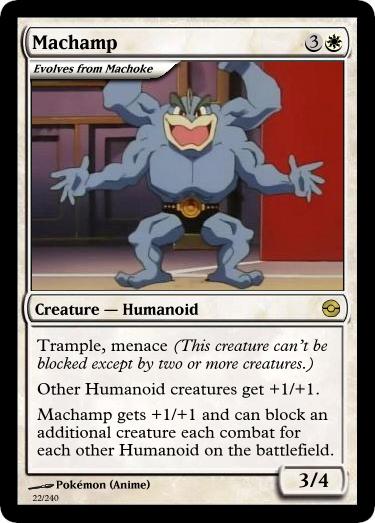 Machamp 3
Evolves from Machoke
Creature — Humanoid
Trample, menace (This creature can't be
blocked except by two or more creatures.)
Other Humanoid creatures get +1/+1.
Machamp gets +1/+1 and can block an
additional creature each combat for
each other Humanoid on the battlefield.
3/4
Pokémon (Anime)
22/240